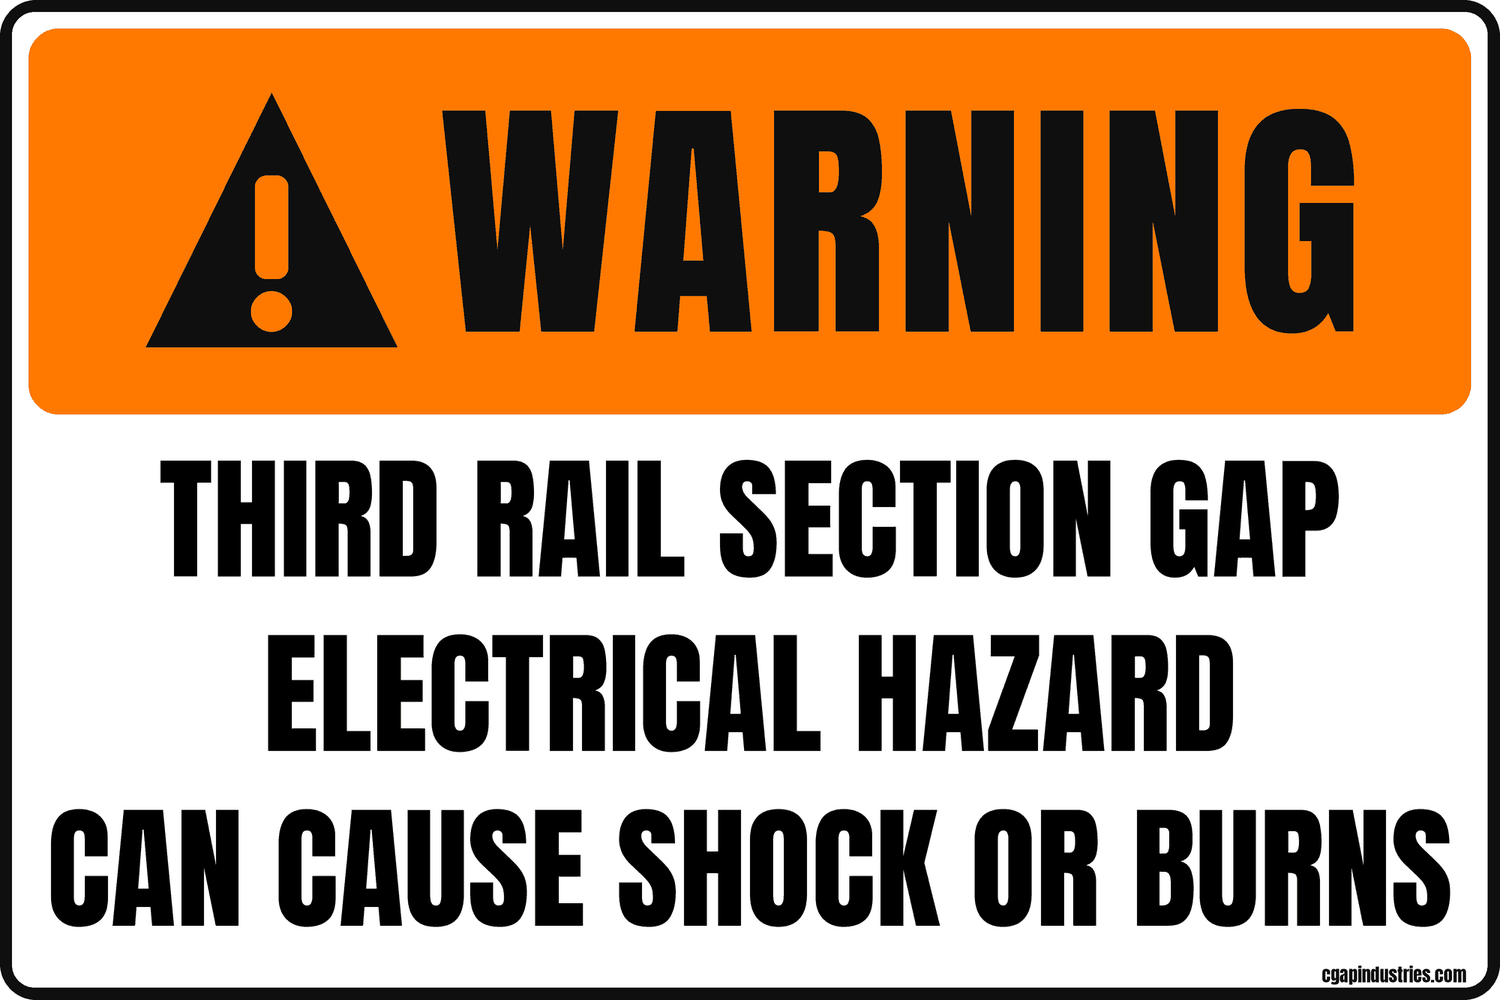 WARNING
THIRD RAIL SECTION GAP
ELECTRICAL HAZARD
CAN CAUSE SHOCK OR BURNS
cgapindustries.com